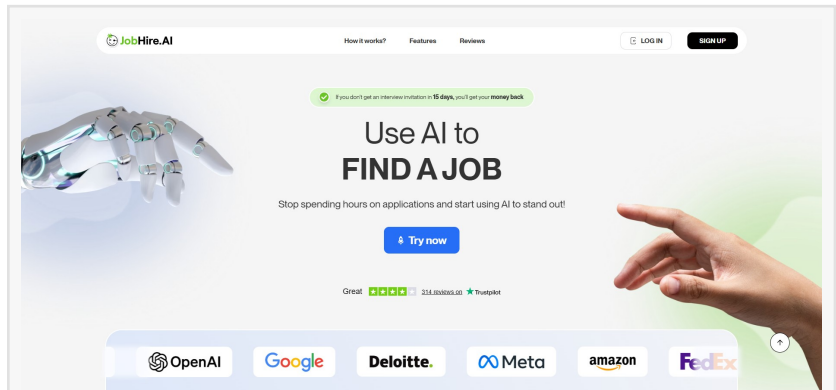 JobHire.AI
How it works? Features Reviews
LOG IN
SIGN UP
If you don't get an interview invitation in 15 days, you'll get your money back
Use AI to
FIND A JOB
Stop spending hours on applications and start using AI to stand out!
Try now
Great 314 reviews on Trustpilot
OpenAI Google Deloitte. Meta amazon FedEx